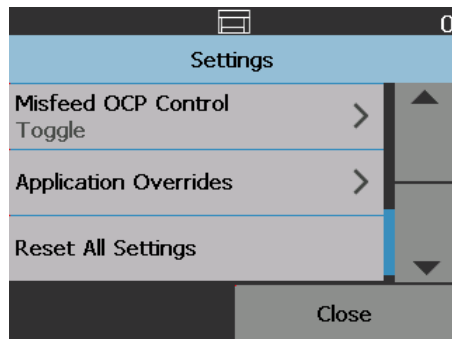 0
Settings
Misfeed OCP Control
Toggle
Application Overrides
Reset All Settings
Close